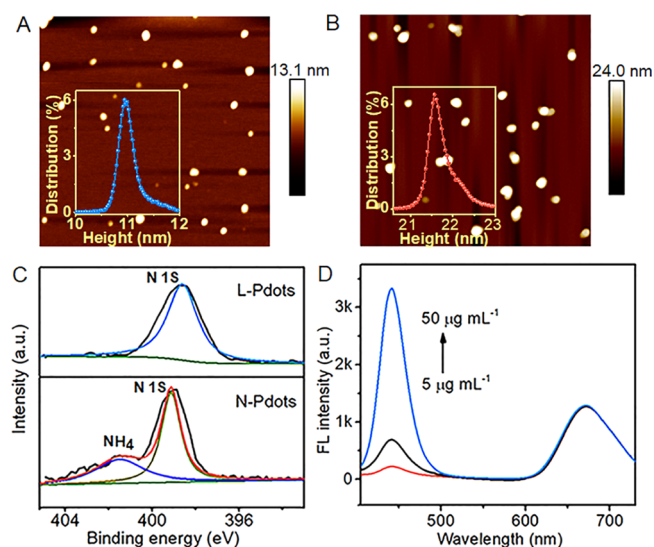 A
13.1 nm
Distribution (%)
6
3
0
10 11 12
Height (nm)
B
24.0 nm
Distribution (%)
6
3
0
21 22 23
Height (nm)
C
N 1S
L-Pdots
N 1S
N-Pdots
NH4
Intensity (a.u.)
404 400 396
Binding energy (eV)
D
3k
2k
1k
0
FL intensity (a.u.)
50 µg mL⁻¹
5 µg mL⁻¹
500 600 700
Wavelength (nm)